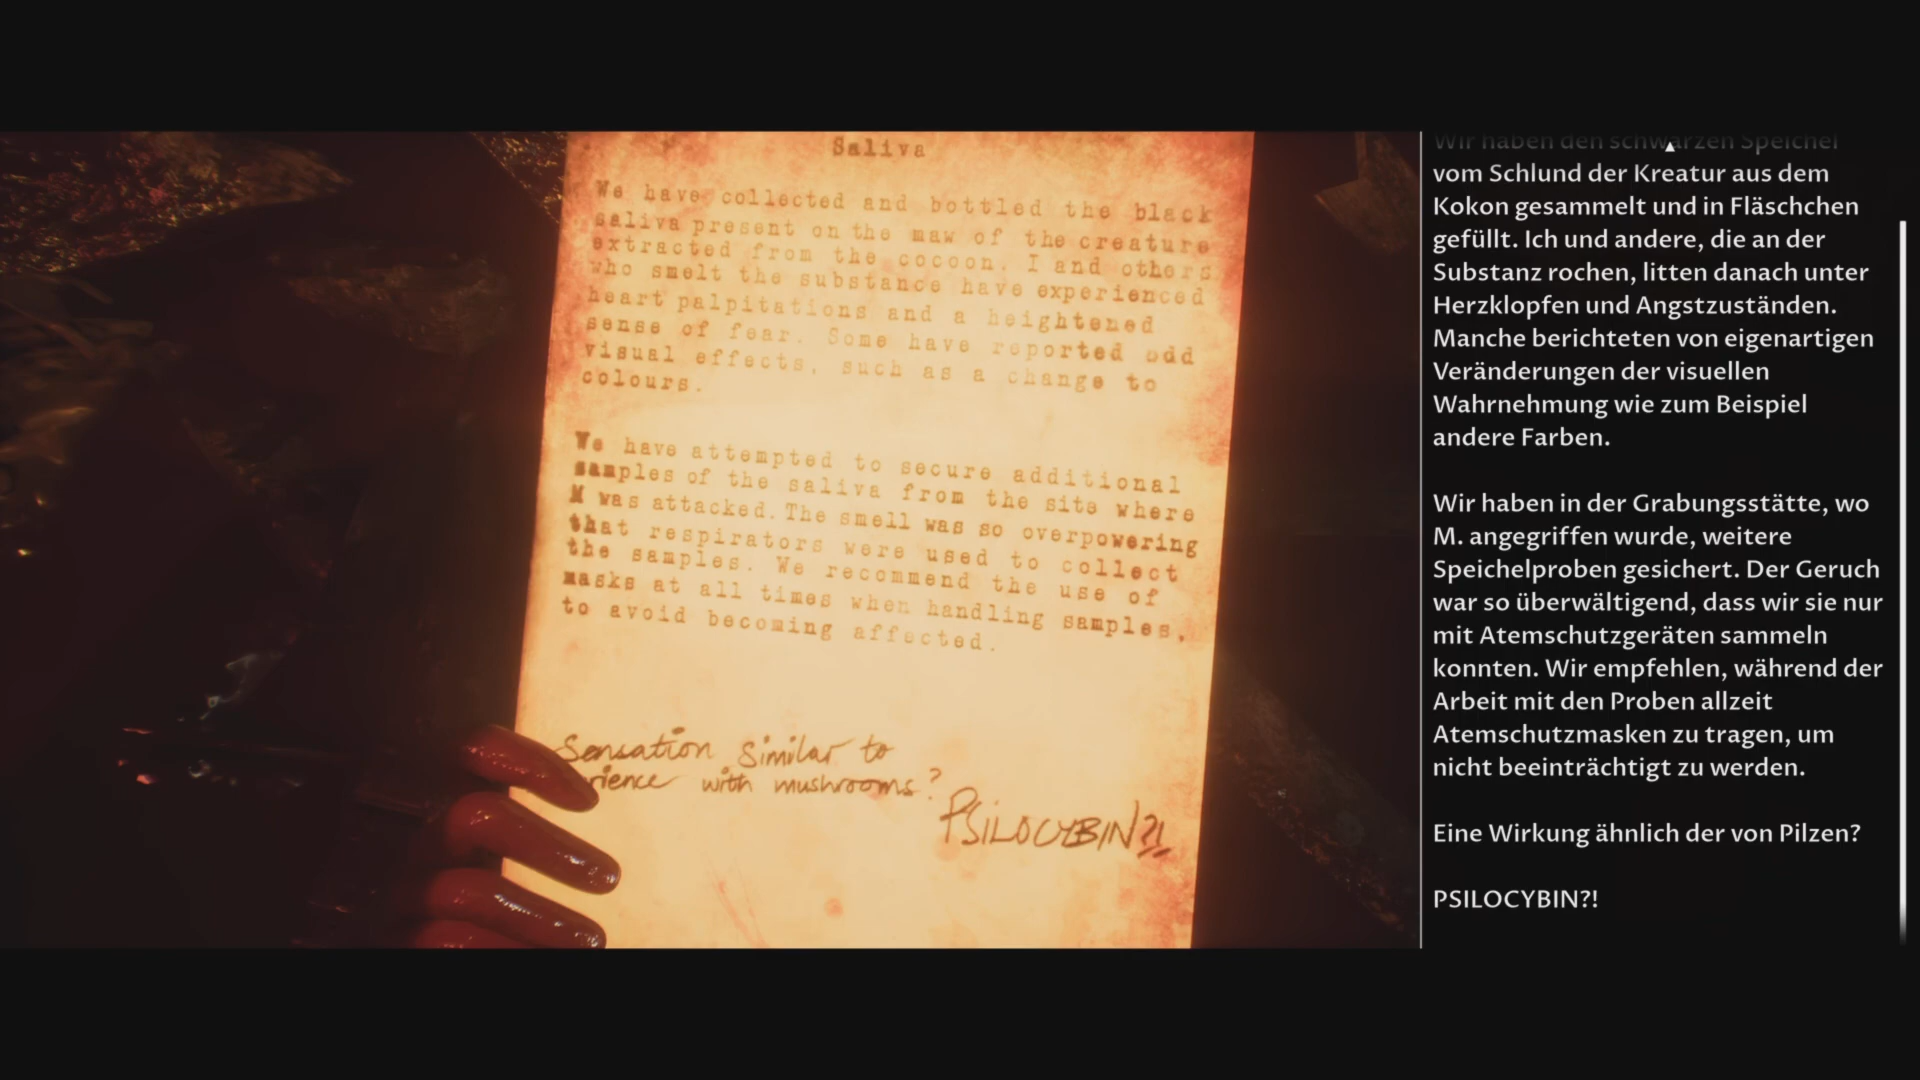 Saliva
We have collected and bottled the black
saliva present on the maw of the creature
extracted from the cocoon. I and others
who smelt the substance have experienced
heart palpitations and a heightened
sense of fear. Some have reported odd
visual effects, such as a change to
colours.
We have attempted to secure additional
samples of the saliva from the site where
M was attacked. The smell was so overpowering
that respirators were used to collect
the samples. We recommend the use of
masks at all times when handling samples,
to avoid becoming affected.
Sensation similar to
rience with mushrooms?
PSILOCYBIN?!
Wir haben den schwarzen Speichel
vom Schlund der Kreatur aus dem
Kokon gesammelt und in Fläschchen
gefüllt. Ich und andere, die an der
Substanz rochen, litten danach unter
Herzklopfen und Angstzuständen.
Manche berichteten von eigenartigen
Veränderungen der visuellen
Wahrnehmung wie zum Beispiel
andere Farben.
Wir haben in der Grabungsstätte, wo
M. angegriffen wurde, weitere
Speichelproben gesichert. Der Geruch
war so überwältigend, dass wir sie nur
mit Atemschutzgeräten sammeln
konnten. Wir empfehlen, während der
Arbeit mit den Proben allzeit
Atemschutzmasken zu tragen, um
nicht beeinträchtigt zu werden.
Eine Wirkung ähnlich der von Pilzen?
PSILOCYBIN?!